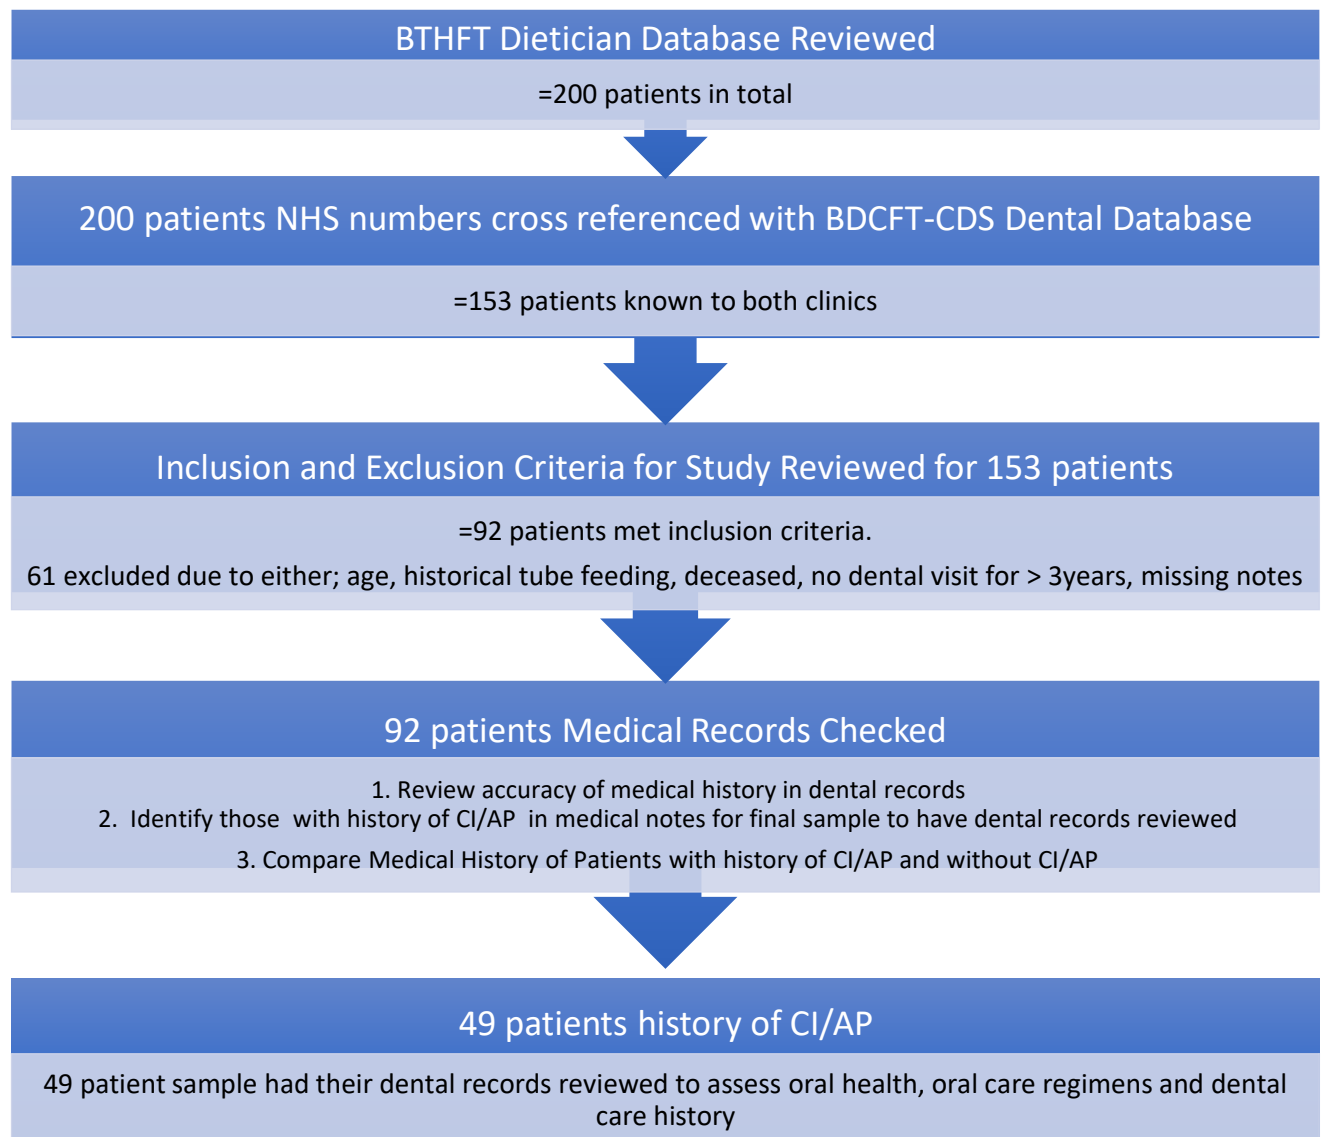 BTHFT Dietician Database Reviewed
=200 patients in total
200 patients NHS numbers cross referenced with BDCFT-CDS Dental Database
=153 patients known to both clinics
Inclusion and Exclusion Criteria for Study Reviewed for 153 patients
=92 patients met inclusion criteria.
61 excluded due to either; age, historical tube feeding, deceased, no dental visit for > 3years, missing notes
92 patients Medical Records Checked
1. Review accuracy of medical history in dental records
2. Identify those with history of CI/AP in medical notes for final sample to have dental records reviewed
3. Compare Medical History of Patients with history of CI/AP and without CI/AP
49 patients history of CI/AP
49 patient sample had their dental records reviewed to assess oral health, oral care regimens and dental
care history